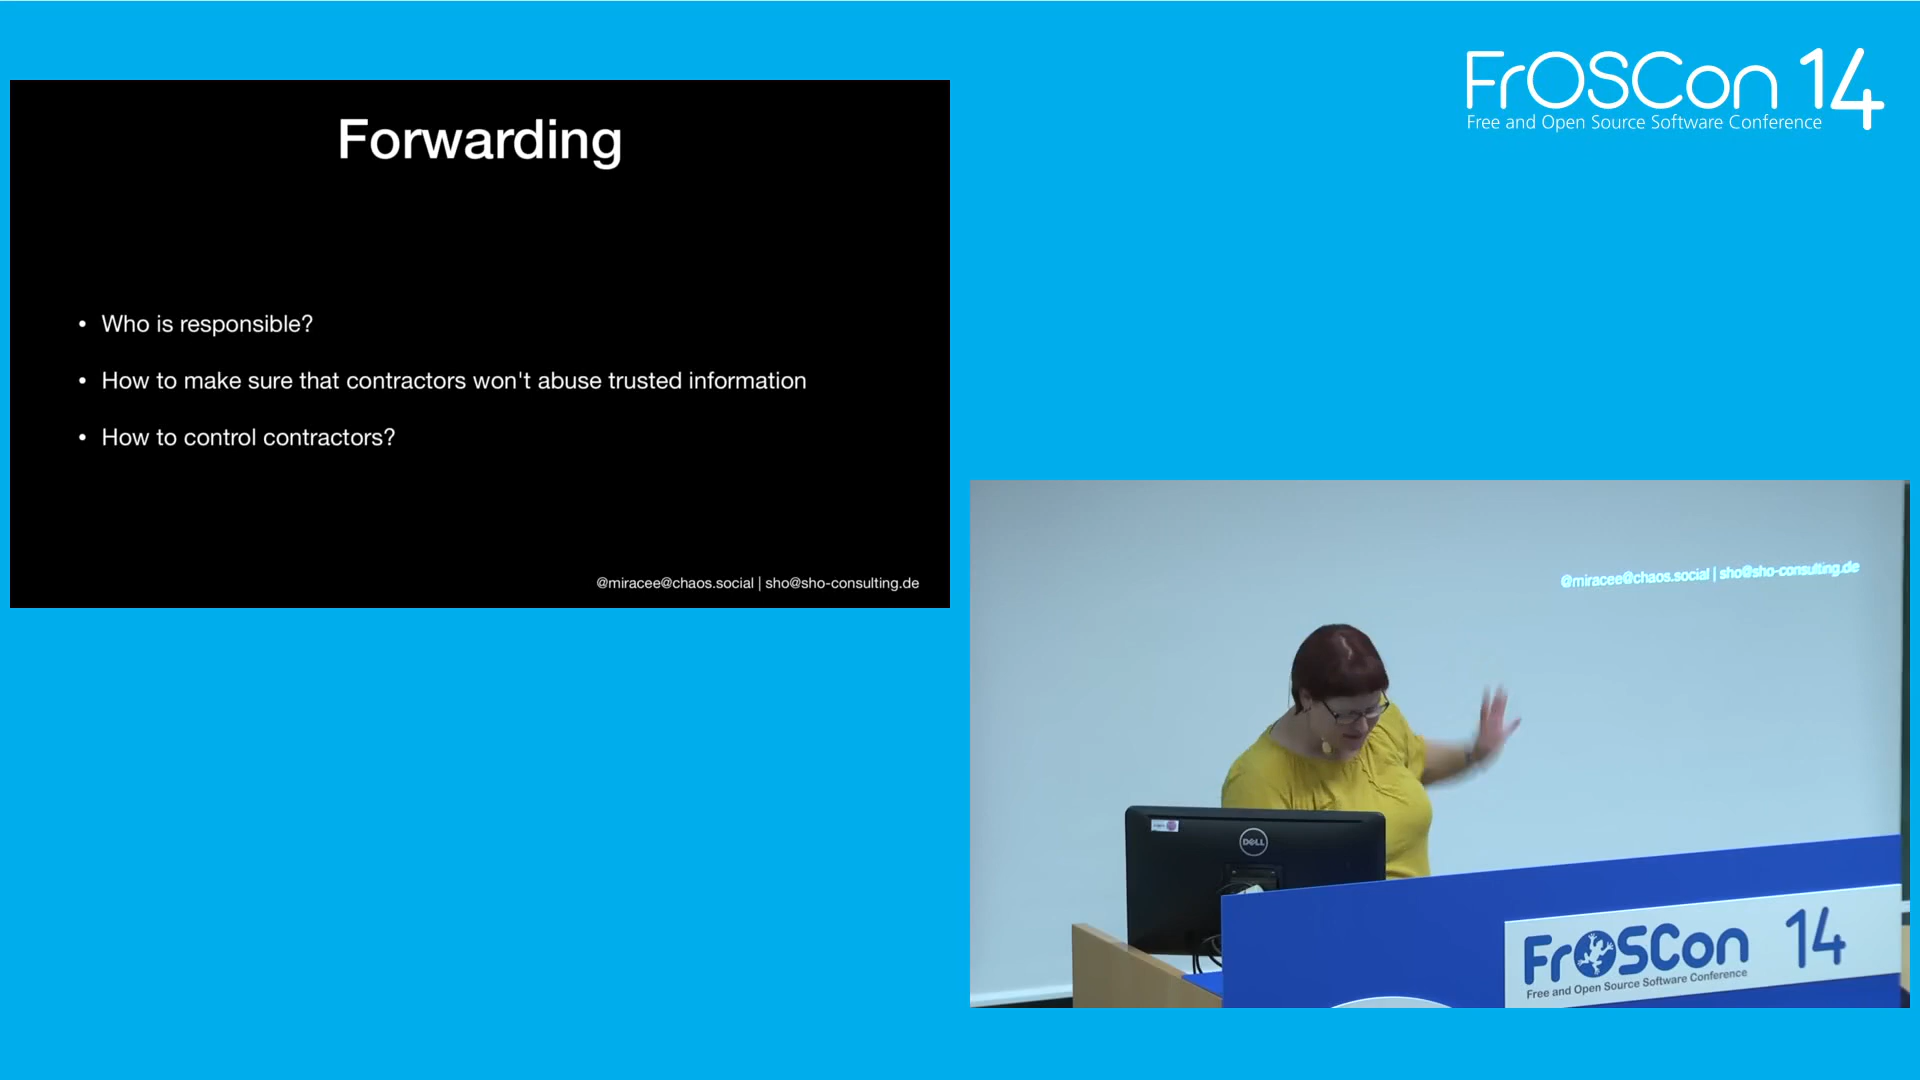 FrOSCon 14
Free and Open Source Software Conference
Forwarding
• Who is responsible?
• How to make sure that contractors won't abuse trusted information
• How to control contractors?
@miracee@chaos.social | sho@sho-consulting.de
@miracee@chaos.social | sho@sho-consulting.de
DELL
FrOSCon 14
Free and Open Source Software Conference